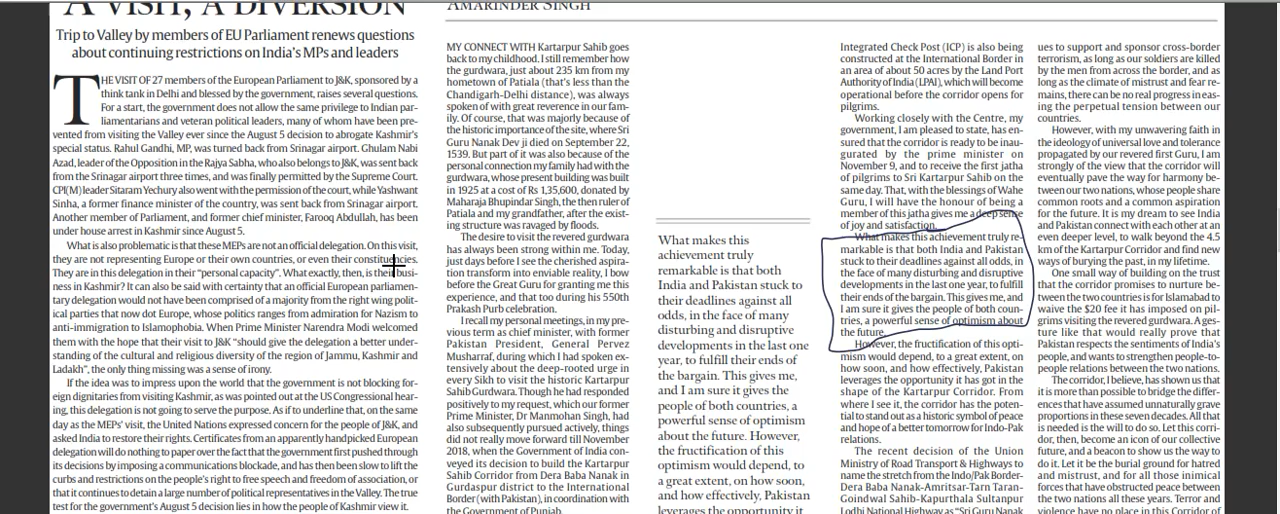 A VISIT, A DIVERSION
Trip to Valley by members of EU Parliament renews questions
about continuing restrictions on India's MPs and leaders
THE VISIT OF 27 members of the European Parliament to J&K, sponsored by a
think tank in Delhi and blessed by the government, raises several questions.
For a start, the government does not allow the same privilege to Indian par-
liamentarians and veteran political leaders, many of whom have been pre-
vented from visiting the Valley ever since the August 5 decision to abrogate Kashmir's
special status. Rahul Gandhi, MP, was turned back from Srinagar airport. Ghulam Nabi
Azad, leader of the Opposition in the Rajya Sabha, who also belongs to J&K, was sent back
from the Srinagar airport three times, and was finally permitted by the Supreme Court.
CPI(M) leader Sitaram Yechury also went with the permission of the court, while Yashwant
Sinha, a former finance minister of the country, was sent back from Srinagar airport.
Another member of Parliament, and former chief minister, Farooq Abdullah, has been
under house arrest in Kashmir since August 5.
What is also problematic is that these MEPs are not an official delegation. On this visit,
they are not representing Europe or their own countries, or even their constituencies.
They are in this delegation in their "personal capacity". What exactly, then, is their busi-
ness in Kashmir? It can also be said with certainty that an official European parliamen-
tary delegation would not have been comprised of a majority from the right wing polit-
ical parties that now dot Europe, whose politics ranges from admiration for Nazism to
anti-immigration to Islamophobia. When Prime Minister Narendra Modi welcomed
them with the hope that their visit to J&K "should give the delegation a better under-
standing of the cultural and religious diversity of the region of Jammu, Kashmir and
Ladakh", the only thing missing was a sense of irony.
If the idea was to impress upon the world that the government is not blocking for-
eign dignitaries from visiting Kashmir, as was pointed out at the US Congressional hear-
ing, this delegation is not going to serve the purpose. As if to underline that, on the same
day as the MEPs' visit, the United Nations expressed concern for the people of J&K, and
asked India to restore their rights. Certificates from an apparently handpicked European
delegation will do nothing to paper over the fact that the government first pushed through
its decisions by imposing a communications blockade, and has then been slow to lift the
curbs and restrictions on the people's right to free speech and freedom of association, or
that it continues to detain a large number of political representatives in the Valley. The true
test for the government's August 5 decision lies in how the people of Kashmir view it.
AMARINDER SINGH
MY CONNECT WITH Kartarpur Sahib goes
back to my childhood. I still remember how
the gurdwara, just about 235 km from my
hometown of Patiala (that's less than the
Chandigarh-Delhi distance), was always
spoken of with great reverence in our fam-
ily. Of course, that was majorly because of
the historic importance of the site, where Sri
Guru Nanak Dev ji died on September 22,
1539. But part of it was also because of the
personal connection my family had with the
gurdwara, whose present building was built
in 1925 at a cost of Rs 1,35,600, donated by
Maharaja Bhupindar Singh, the then ruler of
Patiala and my grandfather, after the exist-
ing structure was ravaged by floods.
The desire to visit the revered gurdwara
has always been strong within me. Today,
just days before I see the cherished aspira-
tion transform into enviable reality, I bow
before the Great Guru for granting me this
experience, and that too during his 550th
Prakash Purb celebration.
I recall my personal meetings, in my pre-
vious term as chief minister, with former
Pakistan President, General Pervez
Musharraf, during which I had spoken ex-
tensively about the deep-rooted urge in
every Sikh to visit the historic Kartarpur
Sahib Gurdwara. Though he had responded
positively to my request, which our former
Prime Minister, Dr Manmohan Singh, had
also subsequently pursued actively, things
did not really move forward till November
2018, when the Government of India con-
veyed its decision to build the Kartarpur
Sahib Corridor from Dera Baba Nanak in
Gurdaspur district to the International
Border (with Pakistan), in coordination with
the Government of Punjab.
What makes this
achievement truly
remarkable is that both
India and Pakistan stuck to
their deadlines against all
odds, in the face of many
disturbing and disruptive
developments in the last one
year, to fulfill their ends of
the bargain. This gives me,
and I am sure it gives the
people of both countries, a
powerful sense of optimism
about the future. However,
the fructification of this
optimism would depend, to
a great extent, on how soon,
and how effectively, Pakistan
leverages the opportunity it
Integrated Check Post (ICP) is also being
constructed at the International Border in
an area of about 50 acres by the Land Port
Authority of India (LPAI), which will become
operational before the corridor opens for
pilgrims.
Working closely with the Centre, my
government, I am pleased to state, has en-
sured that the corridor is ready to be inau-
gurated by the prime minister on
November 9, and to receive the first jatha
of pilgrims to Sri Kartarpur Sahib on the
same day. That, with the blessings of Wahe
Guru, I will have the honour of being a
member of this jatha gives me a deep sense
of joy and satisfaction.
What makes this achievement truly re-
markable is that both India and Pakistan
stuck to their deadlines against all odds, in
the face of many disturbing and disruptive
developments in the last one year, to fulfill
their ends of the bargain. This gives me, and
I am sure it gives the people of both coun-
tries, a powerful sense of optimism about
the future.
However, the fructification of this opti-
mism would depend, to a great extent, on
how soon, and how effectively, Pakistan
leverages the opportunity it has got in the
shape of the Kartarpur Corridor. From
where I see it, the corridor has the poten-
tial to stand out as a historic symbol of peace
and hope of a better tomorrow for Indo-Pak
relations.
The recent decision of the Union
Ministry of Road Transport & Highways to
name the stretch from the Indo/Pak Border-
Dera Baba Nanak-Amritsar-Tarn Taran-
Goindwal Sahib-Kapurthala Sultanpur
Lodhi National Highway as "Sri Guru Nanak
ues to support and sponsor cross-border
terrorism, as long as our soldiers are killed
by the men from across the border, and as
long as the climate of mistrust and fear re-
mains, there can be no real progress in eas-
ing the perpetual tension between our
countries.
However, with my unwavering faith in
the ideology of universal love and tolerance
propagated by our revered first Guru, I am
strongly of the view that the corridor will
eventually pave the way for harmony be-
tween our two nations, whose people share
common roots and a common aspiration
for the future. It is my dream to see India
and Pakistan connect with each other at an
even deeper level, to walk beyond the 4.5
km of the Kartarpur Corridor and find new
ways of burying the past, in my lifetime.
One small way of building on the trust
that the corridor promises to nurture be-
tween the two countries is for Islamabad to
waive the $20 fee it has imposed on pil-
grims visiting the revered gurdwara. A ges-
ture like that would really prove that
Pakistan respects the sentiments of India's
people, and wants to strengthen people-to-
people relations between the two nations.
The corridor, I believe, has shown us that
it is more than possible to bridge the differ-
ences that have assumed unnaturally grave
proportions in these seven decades. All that
is needed is the will to do so. Let this corri-
dor, then, become an icon of our collective
future, and a beacon to show us the way to
do it. Let it be the burial ground for hatred
and mistrust, and for all those inimical
forces that have obstructed peace between
the two nations all these years. Terror and
violence have no place in this Corridor of